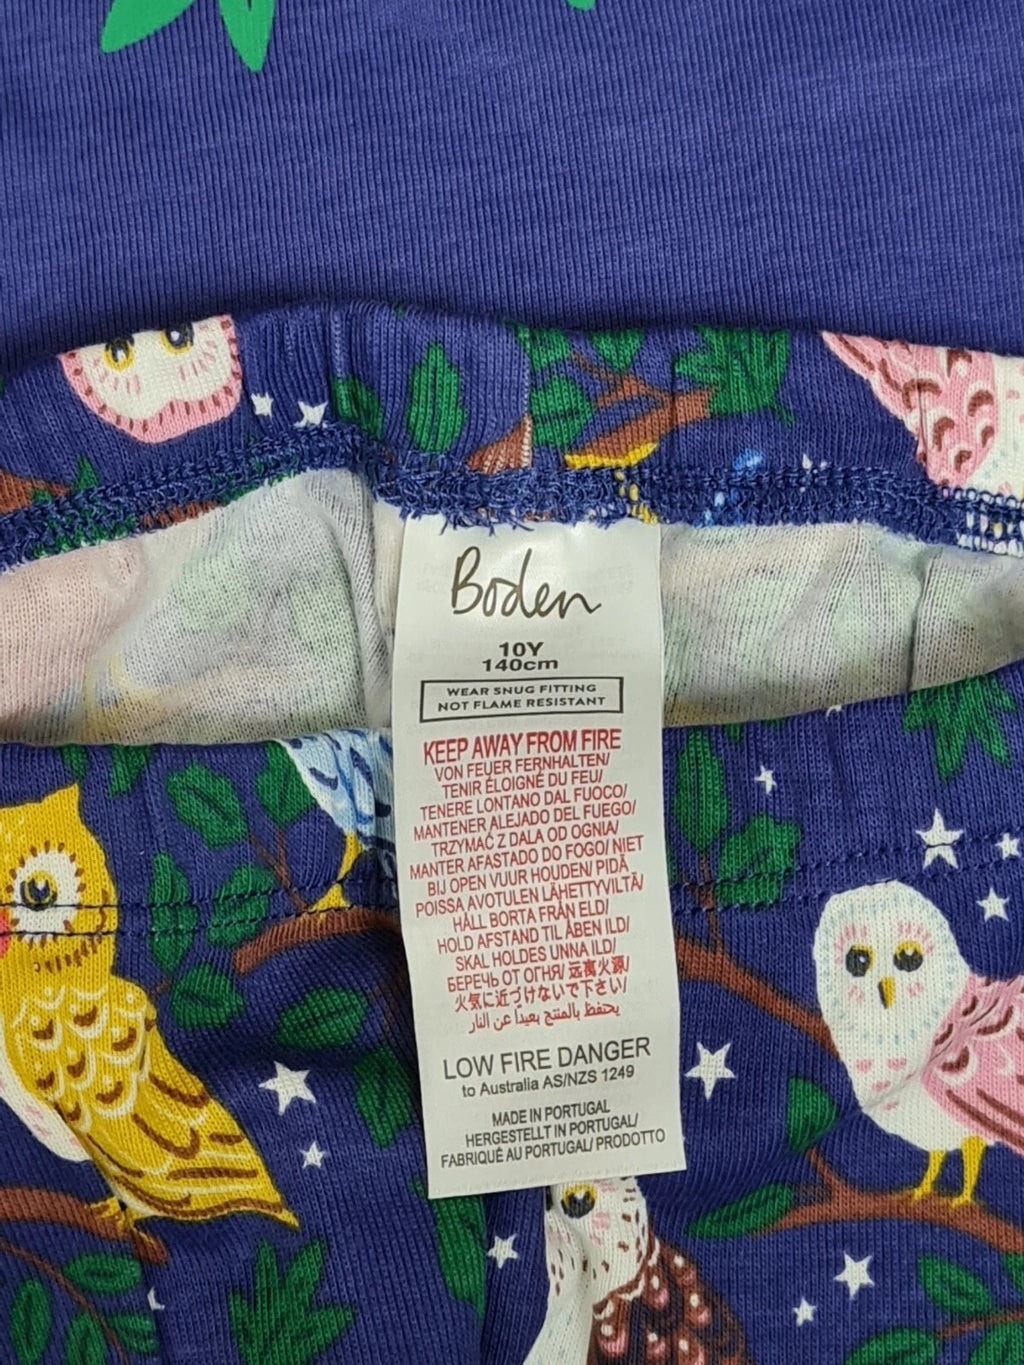 Boden
10Y
140cm
WEAR SNUG FITTING
NOT FLAME RESISTANT
KEEP AWAY FROM FIRE
VON FEUER FERNHALTEN/
TENIR ÉLOIGNÉ DU FEU/
TENERE LONTANO DAL FUOCO/
MANTENER ALEJADO DEL FUEGO/
TRZYMAĆ Z DALA OD OGNIA/
MANTER AFASTADO DO FOGO/ NIET
BIJ OPEN VUUR HOUDEN/ PIDÄ
POISSA AVOTULEN LÄHETTYVILTÄ/
HÅLL BORTA FRÅN ELD/
HOLD AFSTAND TIL ÅBEN ILD/
SKAL HOLDES UNNA ILD/
БЕРЕЧЬ ОТ ОГНЯ/ 远离火源/
火気に近づけないで下さい/
يحتفظ بالمنتج بعيدا عن النار
LOW FIRE DANGER
to Australia AS/NZS 1249
MADE IN PORTUGAL
HERGESTELLT IN PORTUGAL/
FABRIQUÉ AU PORTUGAL/ PRODOTTO